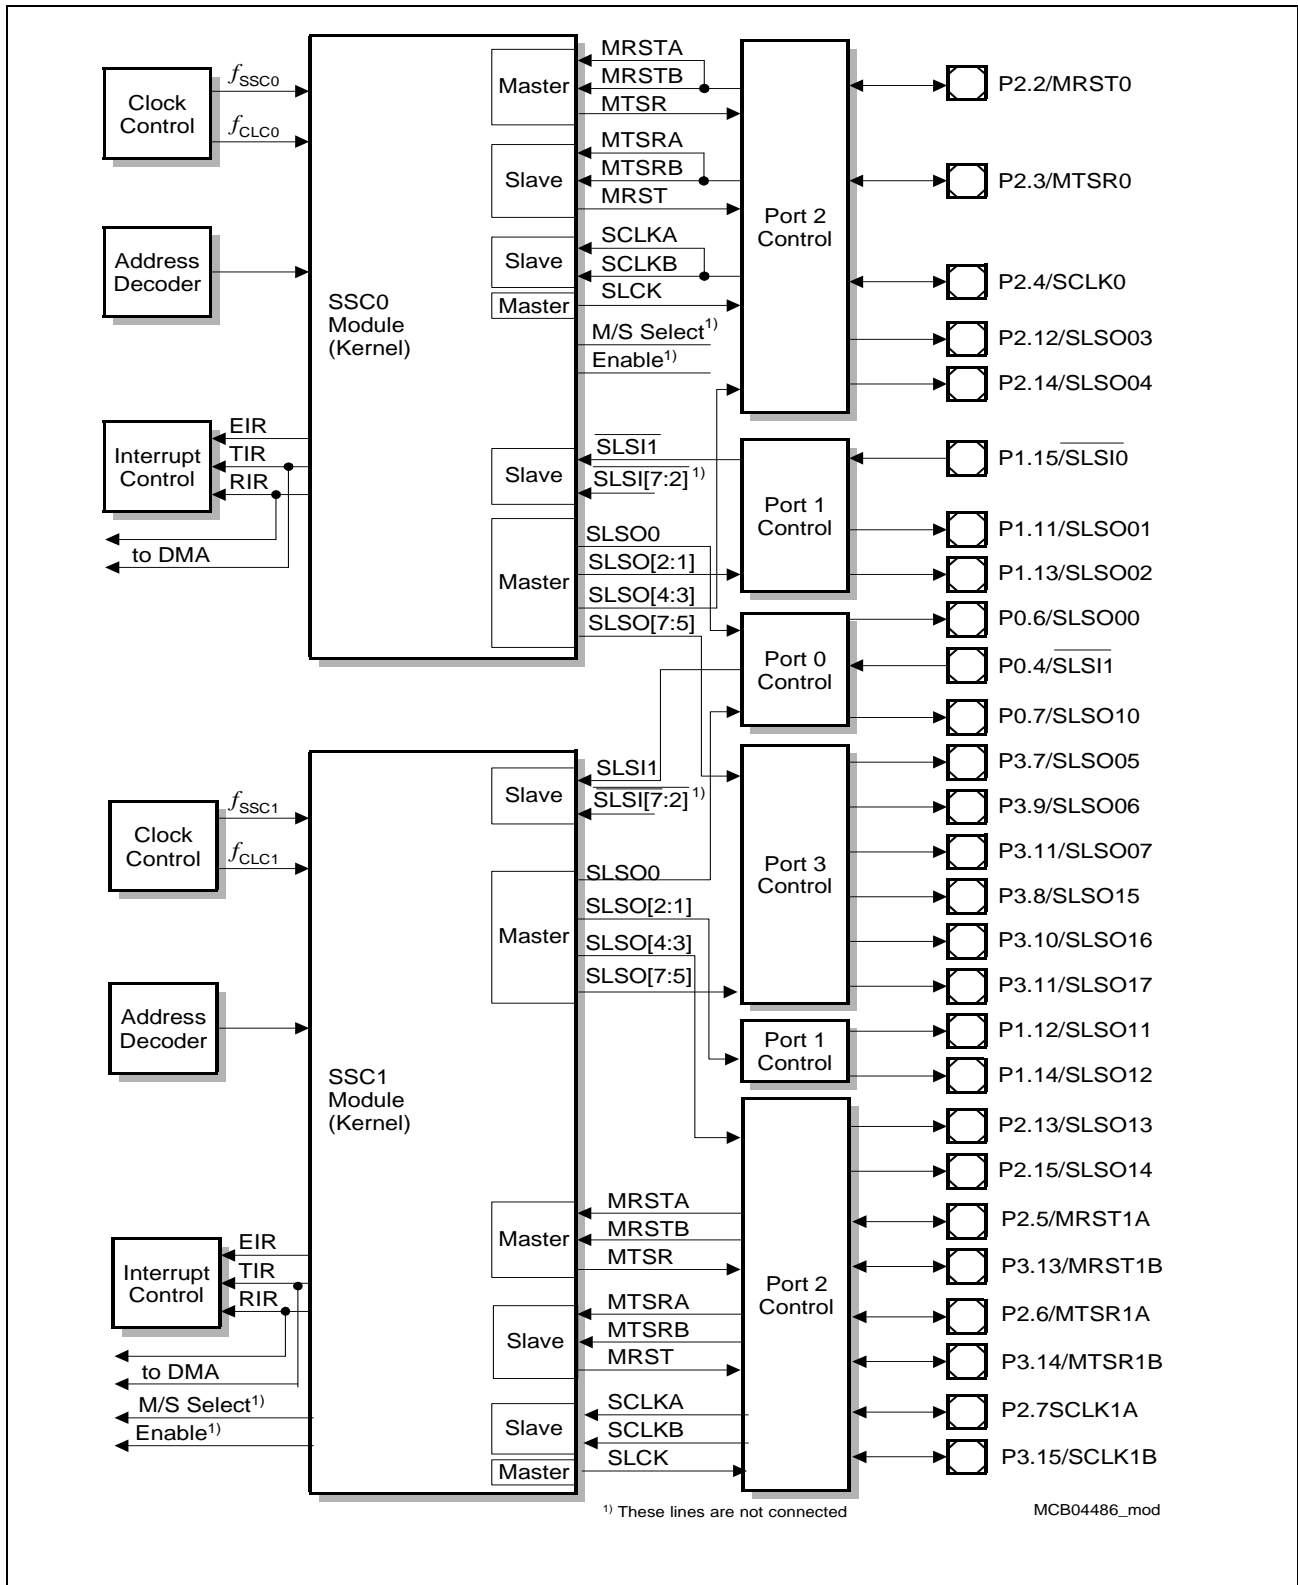 Clock
Control
fSSC0
fCLC0
Address
Decoder
SSC0
Module
(Kernel)
Interrupt
Control
EIR
TIR
RIR
to DMA
Master
MRSTA
MRSTB
MTSR
Slave
MTSRA
MTSRB
MRST
Slave
SCLKA
SCLKB
Master
SLCK
M/S Select1)
Enable1)
Slave
SLSI1
SLSI[7:2]1)
Master
SLSO0
SLSO[2:1]
SLSO[4:3]
SLSO[7:5]
Port 2
Control
Port 1
Control
Port 0
Control
P2.2/MRST0
P2.3/MTSR0
P2.4/SCLK0
P2.12/SLSO03
P2.14/SLSO04
P1.15/SLSI0
P1.11/SLSO01
P1.13/SLSO02
P0.6/SLSO00
P0.4/SLSI1
P0.7/SLSO10
Clock
Control
fSSC1
fCLC1
Address
Decoder
SSC1
Module
(Kernel)
Interrupt
Control
EIR
TIR
RIR
to DMA
M/S Select1)
Enable1)
Slave
SLSI1
SLSI[7:2]1)
Master
SLSO0
SLSO[2:1]
SLSO[4:3]
SLSO[7:5]
Master
MRSTA
MRSTB
MTSR
Slave
MTSRA
MTSRB
MRST
Slave
SCLKA
SCLKB
Master
SLCK
Port 3
Control
Port 1
Control
Port 2
Control
P3.7/SLSO05
P3.9/SLSO06
P3.11/SLSO07
P3.8/SLSO15
P3.10/SLSO16
P3.11/SLSO17
P1.12/SLSO11
P1.14/SLSO12
P2.13/SLSO13
P2.15/SLSO14
P2.5/MRST1A
P3.13/MRST1B
P2.6/MTSR1A
P3.14/MTSR1B
P2.7SCLK1A
P3.15/SCLK1B
1) These lines are not connected
MCB04486_mod